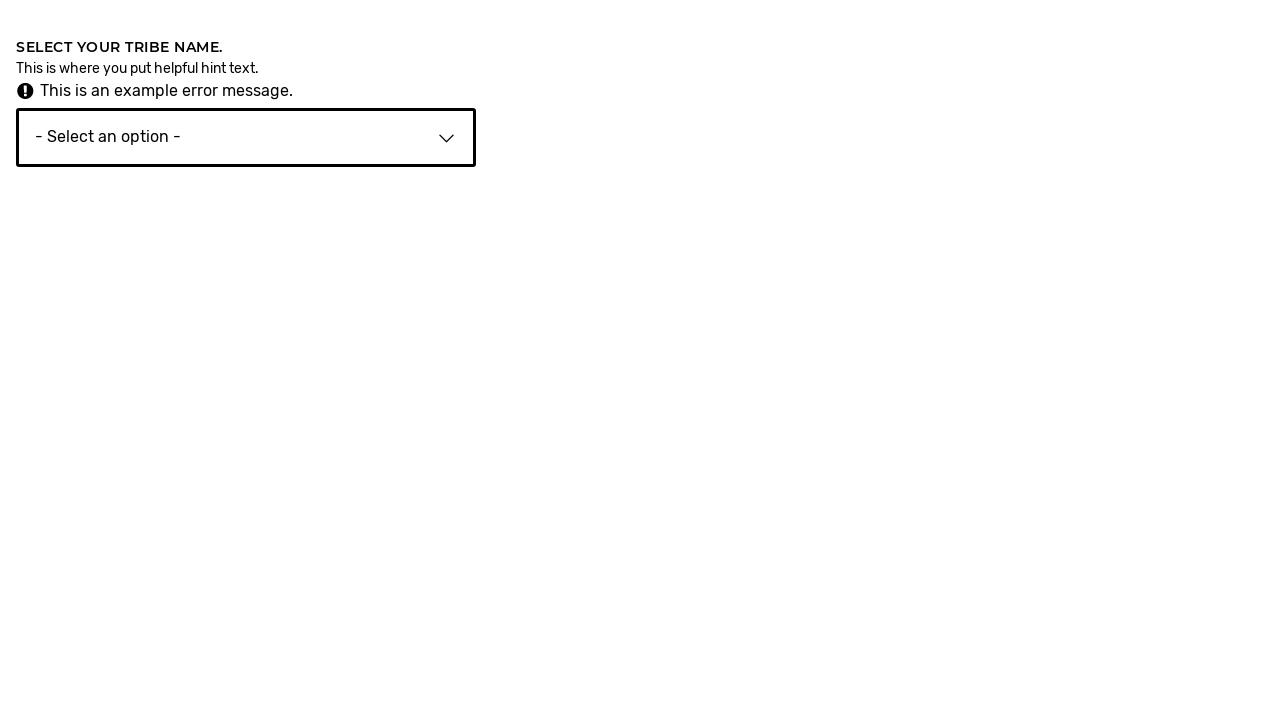 SELECT YOUR TRIBE NAME.
This is where you put helpful hint text.
This is an example error message.
- Select an option -